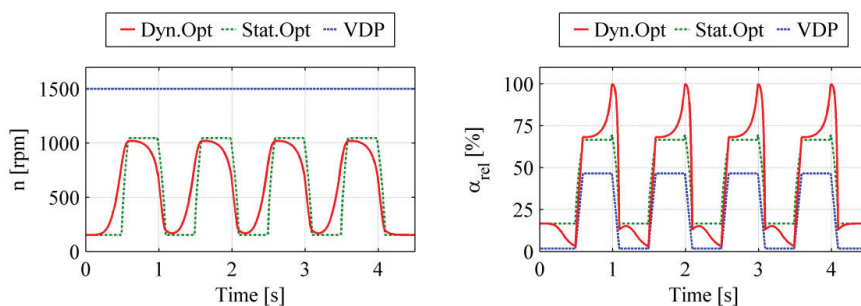 Dyn.Opt Stat.Opt VDP
n [rpm]
1500
1000
500
0
0 1 2 3 4
Time [s]
Dyn.Opt Stat.Opt VDP
α_rel [%]
100
75
50
25
0
0 1 2 3 4
Time [s]